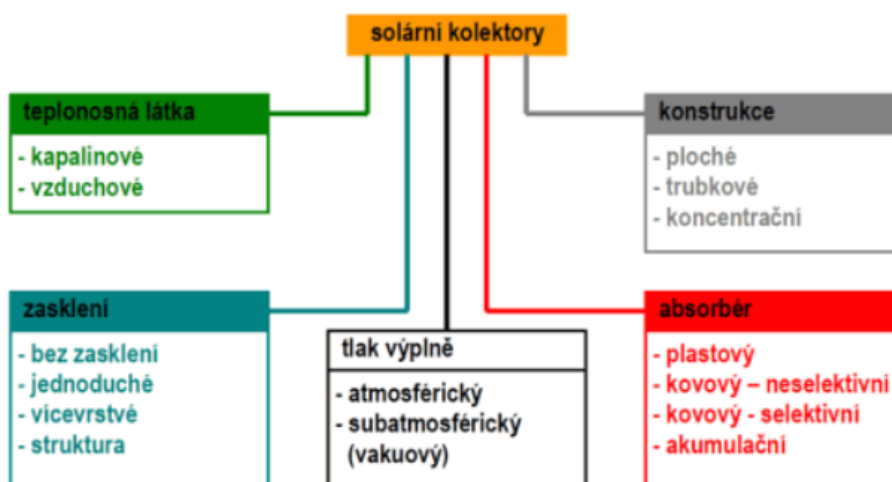 solární kolektory
teplonosná látka
- kapalinové
- vzduchové
konstrukce
- ploché
- trubkové
- koncentrační
zasklení
- bez zasklení
- jednoduché
- vícevrstvé
- struktura
tlak výplně
- atmosférický
- subatmosférický
(vakuový)
absorbér
- plastový
- kovový – neselektivní
- kovový - selektivní
- akumulační